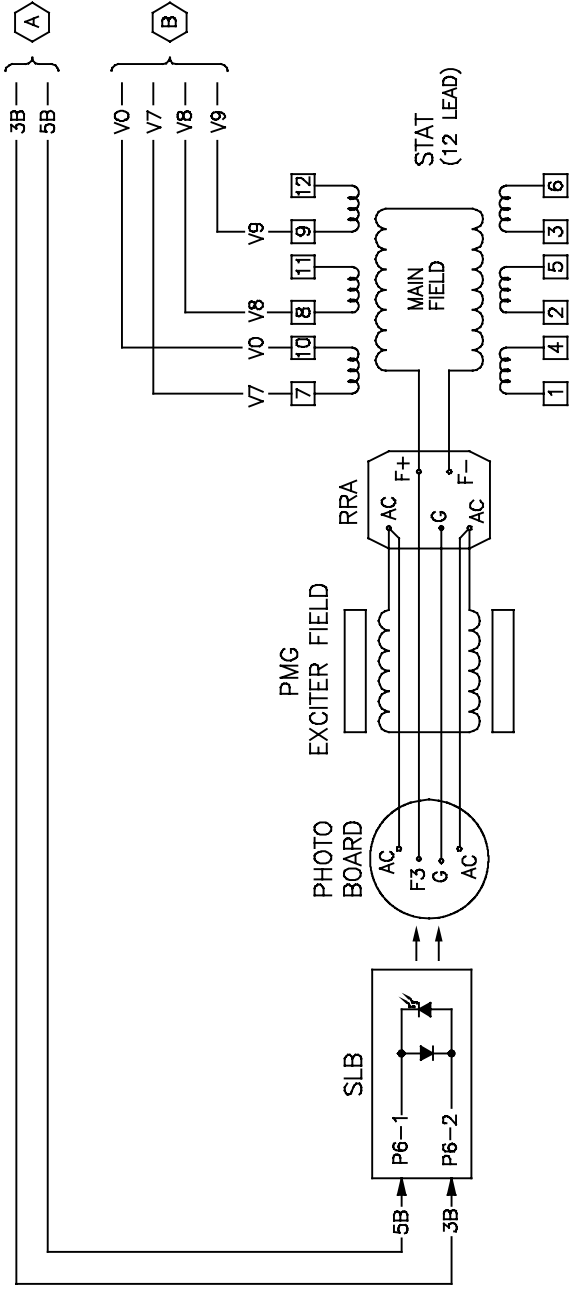 A
B
3B
5B
V0
V7
V8
V9
STAT
(12 LEAD)
12
9
11
8
10
7
V9
V8
V0
V7
MAIN
FIELD
6
3
5
2
4
1
RRA
AC
F+
G
F-
AC
PMG
EXCITER FIELD
PHOTO
BOARD
AC
F3
G
AC
SLB
P6-1
P6-2
5B
3B